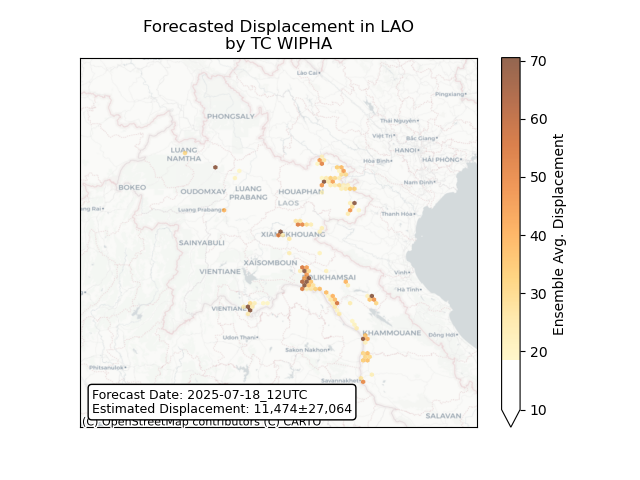 Forecasted Displacement in LAO
by TC WIPHA
Lào Cai
Pingxiang
PHONGSALY
Thái Nguyên
Việt Trì
Bắc Giang
LUANG
NAMTHA
HANOI
Hòa Bình
HẢI PHÒNG
BOKEO
OUDOMXAY
LUANG
PRABANG
HOUAPHAN
Nam Định
LAOS
Luang Prabang
Thanh Hóa
XIANGKHOUANG
SAINYABULI
XAISOMBOUN
VIENTIANE
BOLIKHAMSAI
Vinh
Hà Tĩnh
VIENTIANE
Udon Thani
KHAMMOUANE
Đồng Hới
Sakon Nakhon
Phitsanulok
Savannakhet
SALAVAN
Forecast Date: 2025-07-18_12UTC
Estimated Displacement: 11,474±27,064
(C) OpenStreetMap contributors (C) CARTO
70
60
50
40
30
20
10
Ensemble Avg. Displacement